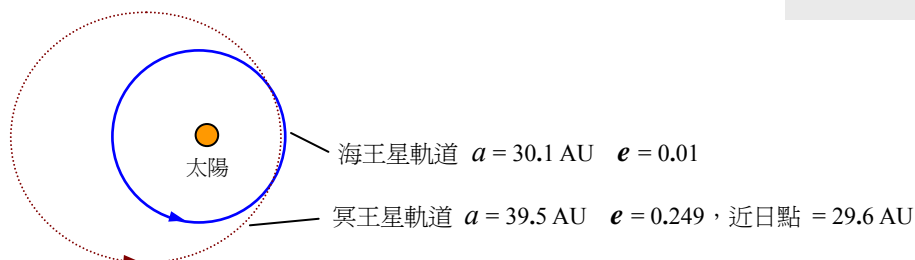 太陽
海王星軌道 a = 30.1 AU e = 0.01
冥王星軌道 a = 39.5 AU e = 0.249，近日點 = 29.6 AU